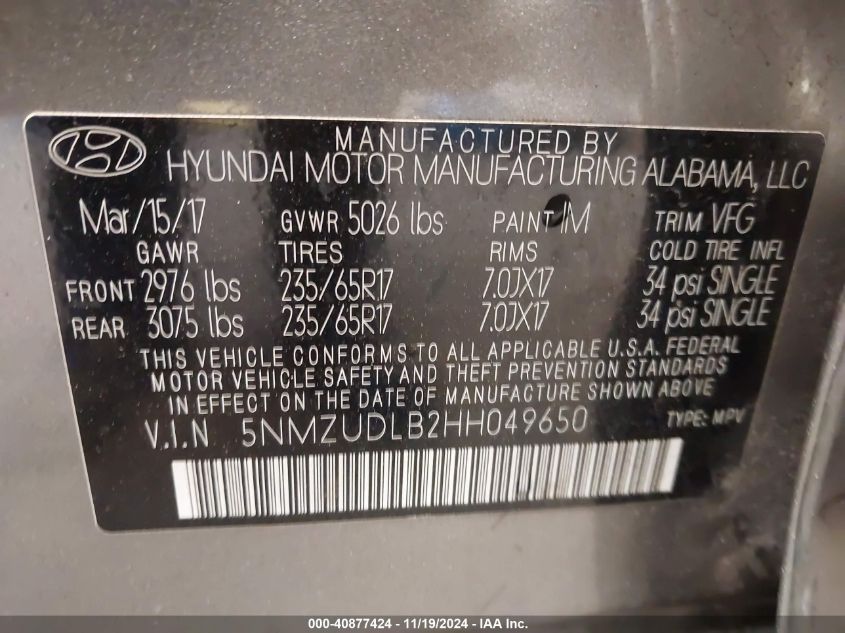 MANUFACTURED BY
HYUNDAI MOTOR MANUFACTURING ALABAMA, LLC
Mar/15/17 GVWR 5026 lbs PAINT IM TRIM VFG
GAWR TIRES RIMS COLD TIRE INFL
FRONT 2976 lbs 235/65R17 7.0JX17 34 psi SINGLE
REAR 3075 lbs 235/65R17 7.0JX17 34 psi SINGLE
THIS VEHICLE CONFORMS TO ALL APPLICABLE U.S.A. FEDERAL
MOTOR VEHICLE SAFETY AND THEFT PREVENTION STANDARDS
IN EFFECT ON THE DATE OF MANUFACTURE SHOWN ABOVE
V.I.N 5NMZUDLB2HH049650 TYPE: MPV
000-40877424 - 11/19/2024 - IAA Inc.